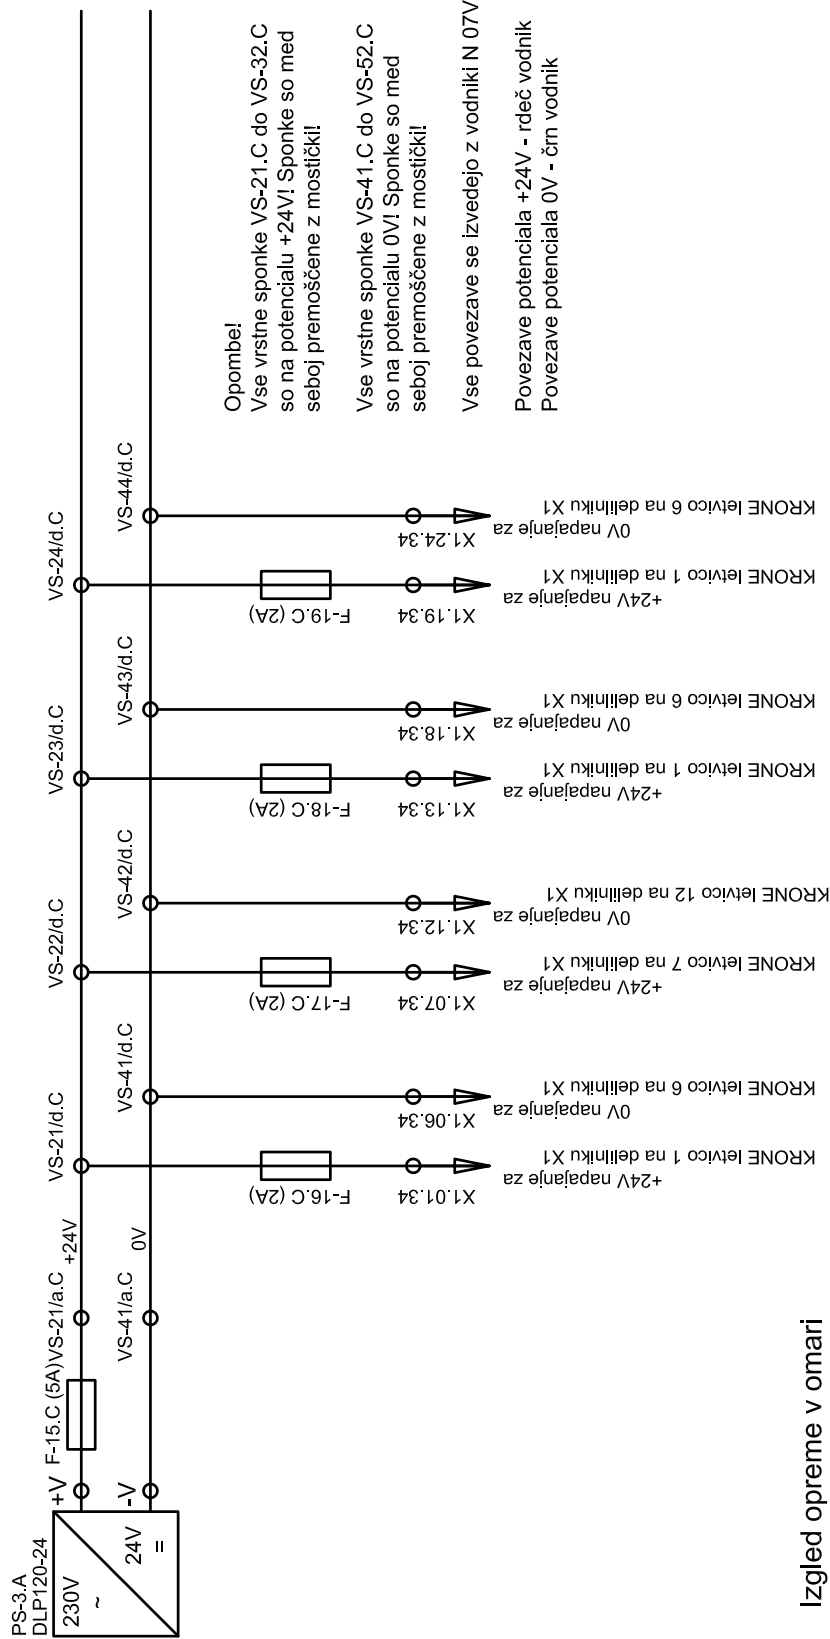 PS-3.A
DLP120-24
230V
~
24V
=
+V
-V
F-15.C (5A)
VS-21/a.C
VS-41/a.C
+24V
0V
VS-21/d.C
VS-41/d.C
VS-22/d.C
VS-42/d.C
VS-23/d.C
VS-43/d.C
VS-24/d.C
VS-44/d.C
F-16.C (2A)
X1.01.34
+24V napajanje za
KRONE letvico 1 na delilniku X1
X1.06.34
0V napajanje za
KRONE letvico 6 na delilniku X1
F-17.C (2A)
X1.07.34
+24V napajanje za
KRONE letvico 7 na delilniku X1
X1.12.34
0V napajanje za
KRONE letvico 12 na delilniku X1
F-18.C (2A)
X1.13.34
+24V napajanje za
KRONE letvico 1 na delilniku X1
X1.18.34
0V napajanje za
KRONE letvico 6 na delilniku X1
F-19.C (2A)
X1.19.34
+24V napajanje za
KRONE letvico 1 na delilniku X1
X1.24.34
0V napajanje za
KRONE letvico 6 na delilniku X1
Opombe!
Vse vrstne sponke VS-21.C do VS-32.C
so na potencialu +24V! Sponke so med
seboj premoščene z mostički!
Vse vrstne sponke VS-41.C do VS-52.C
so na potencialu 0V! Sponke so med
seboj premoščene z mostički!
Vse povezave se izvedejo z vodniki N 07V
Povezave potenciala +24V - rdeč vodnik
Povezave potenciala 0V - črn vodnik
Izgled opreme v omari